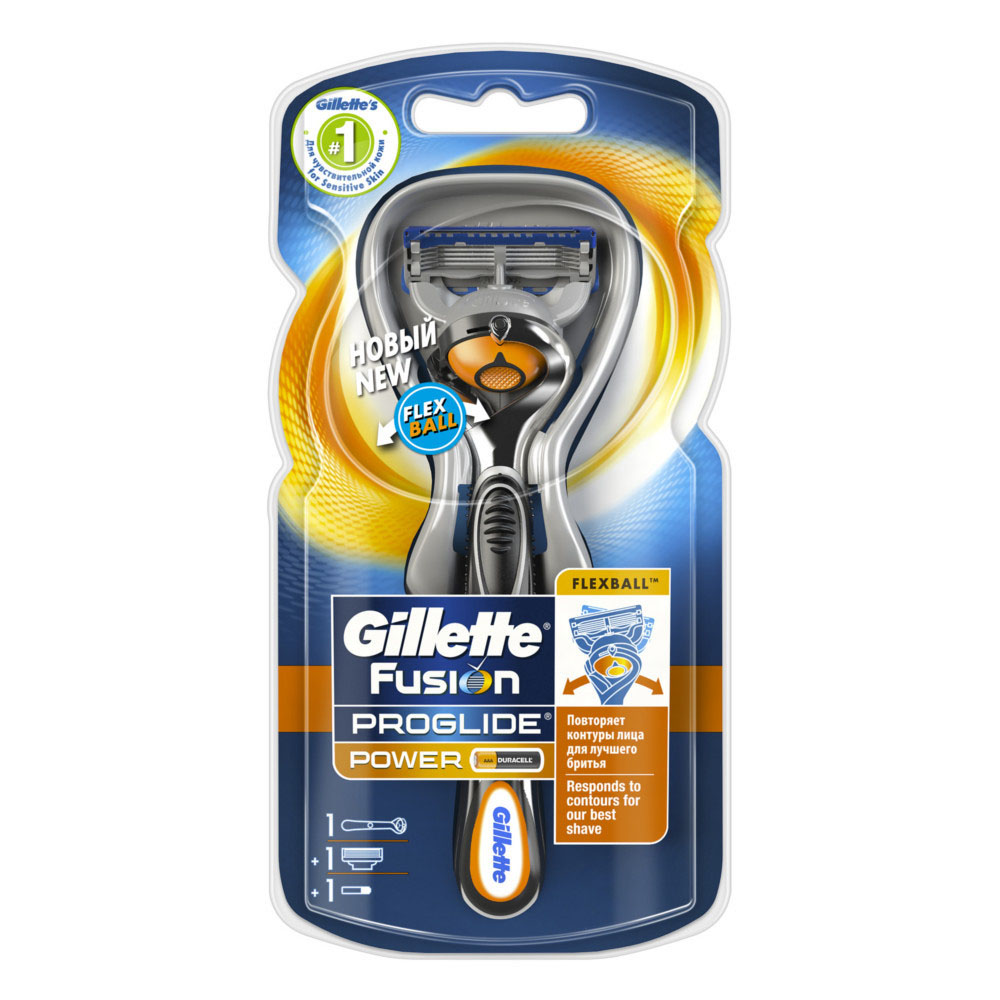 Gillette's
#1
Для чувствительной кожи
for Sensitive Skin
НОВЫЙ
NEW
FLEX
BALL
FLEXBALL™
Gillette®
Fusion
PROGLIDE®
POWER AAA DURACELL
Повторяет
контуры лица
для лучшего
бритья
Responds to
contours for
our best
shave
1
+1
+1
Gillette